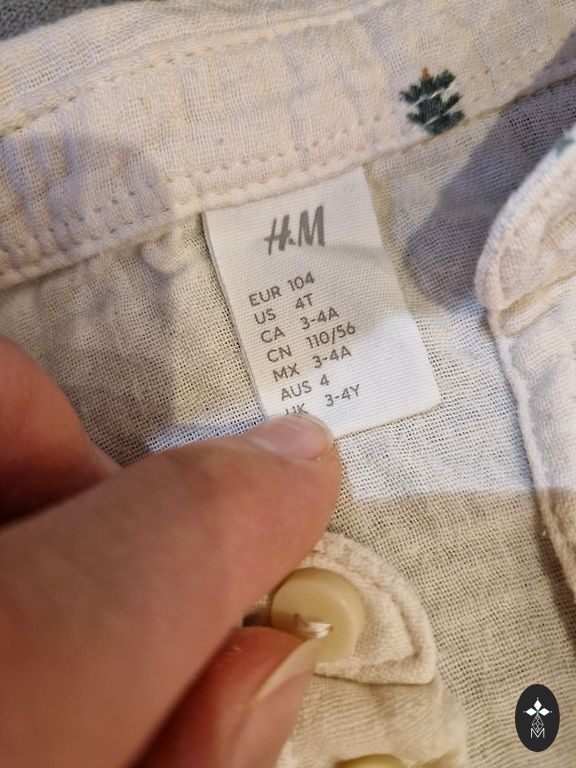 H&M
EUR 104
US 4T
CA 3-4A
CN 110/56
MX 3-4A
AUS 4
UK 3-4Y
M